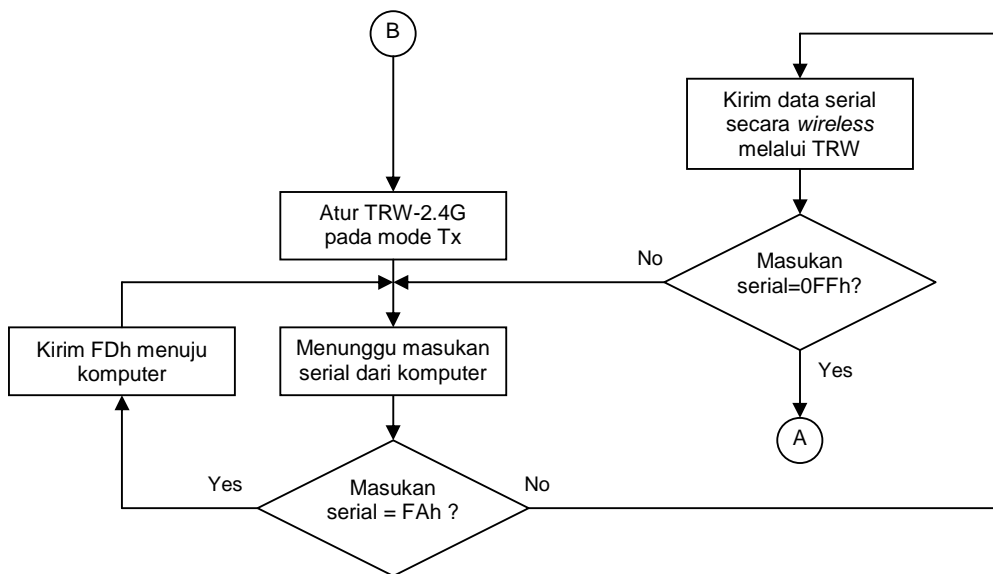 B
Kirim data serial
secara wireless
melalui TRW
Atur TRW-2.4G
pada mode Tx
No
Masukan
serial=0FFh?
Kirim FDh menuju
komputer
Menunggu masukan
serial dari komputer
Yes
A
Yes
Masukan
serial = FAh ?
No